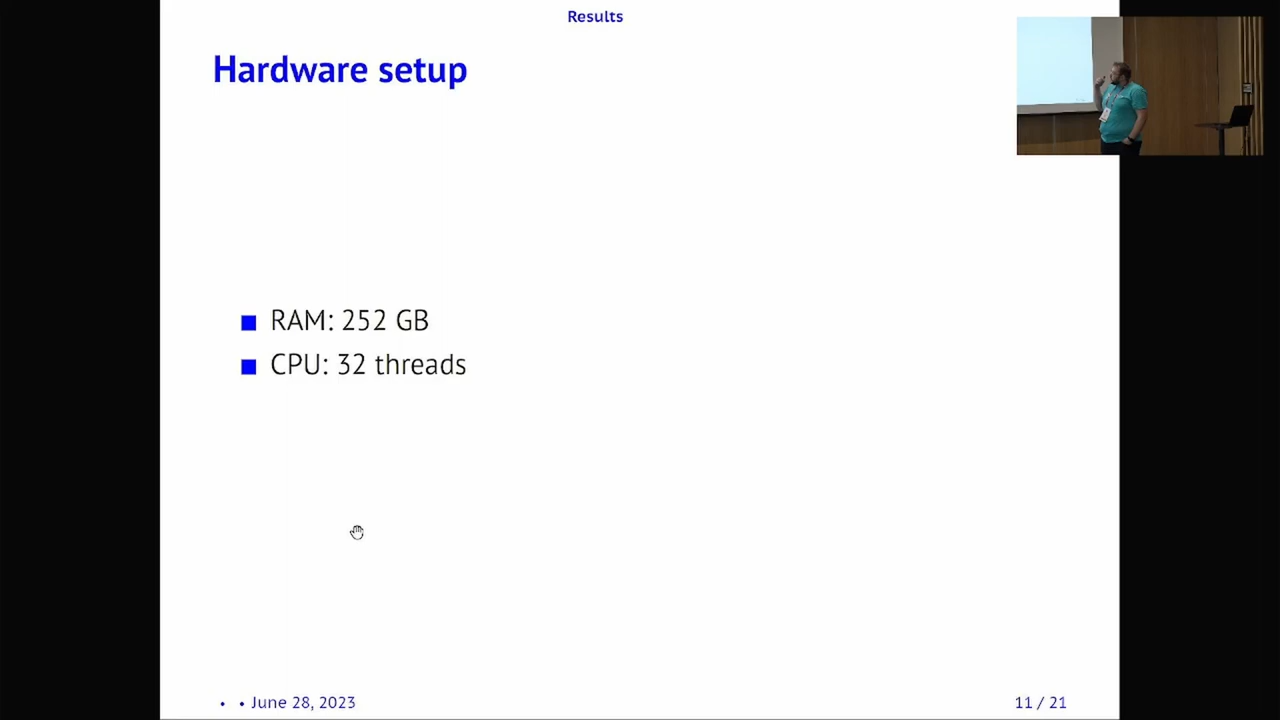 Results
Hardware setup
RAM: 252 GB
CPU: 32 threads
June 28, 2023
11 / 21